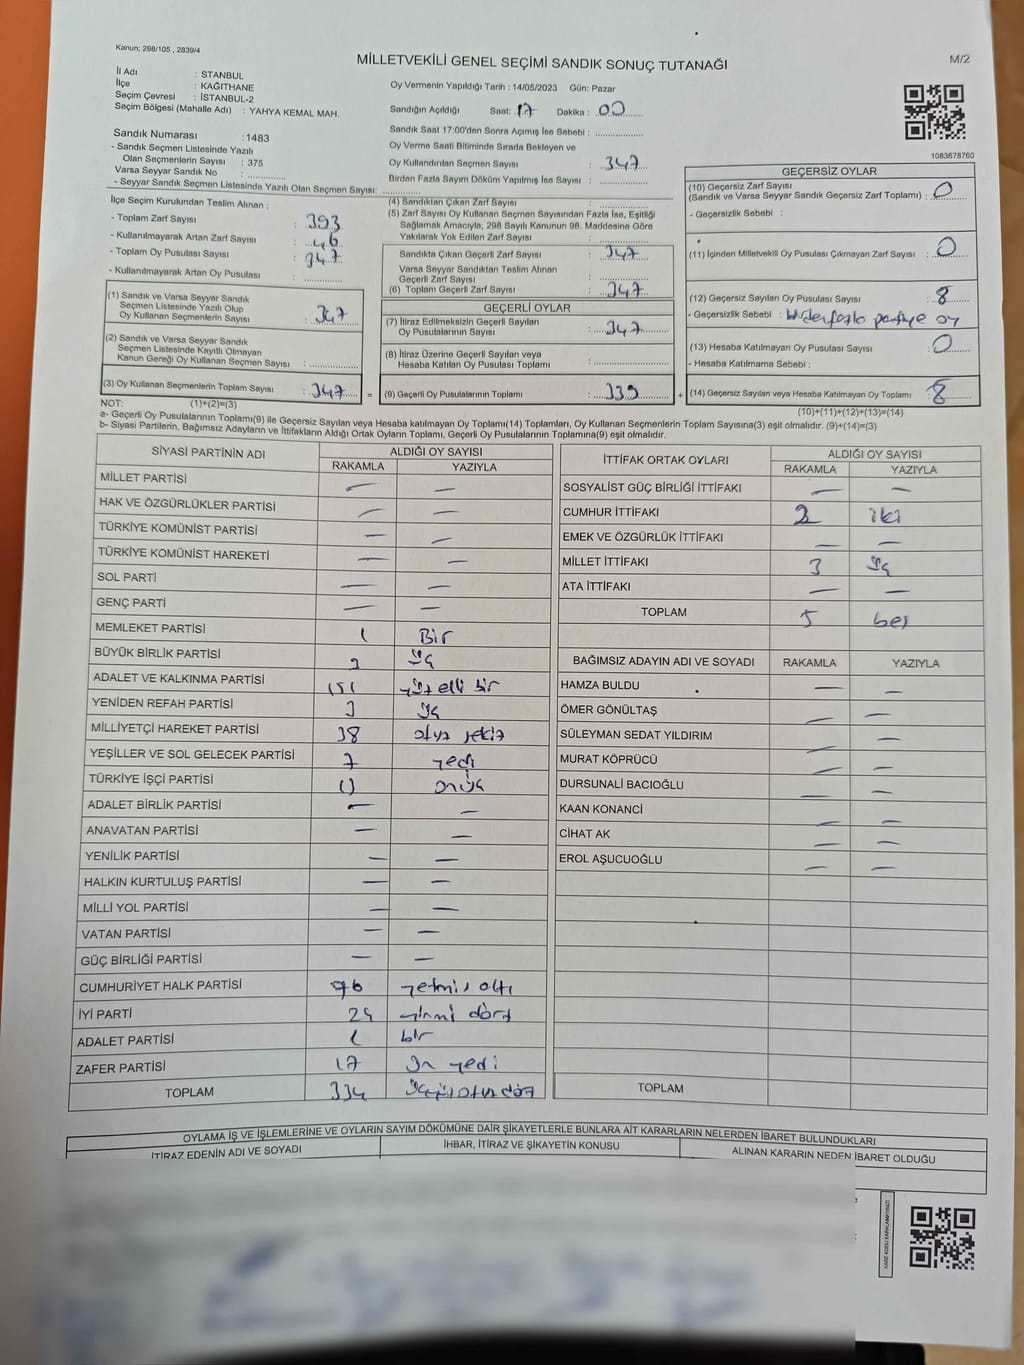 Kanun; 298/105 , 2839/4
MİLLETVEKİLİ GENEL SEÇİMİ SANDIK SONUÇ TUTANAĞI
M/2
İl Adı : STANBUL
İlçe : KAĞITHANE
Seçim Çevresi : İSTANBUL-2
Seçim Bölgesi (Mahalle Adı) : YAHYA KEMAL MAH.
Sandık Numarası : 1483
- Sandık Seçmen Listesinde Yazılı
Olan Seçmenlerin Sayısı : 375
Varsa Seyyar Sandık No :
- Seyyar Sandık Seçmen Listesinde Yazılı Olan Seçmen Sayısı:
Oy Vermenin Yapıldığı Tarih : 14/05/2023 Gün: Pazar
Sandığın Açıldığı Saat: 17 Dakika : 00
Sandık Saat 17:00'den Sonra Açımış İse Sebebi :
Oy Verme Saati Bitiminde Sırada Bekleyen ve
Oy Kullandırılan Seçmen Sayısı : 347
Birden Fazla Sayım Döküm Yapılmış İse Sayısı :
1083678760
İlçe Seçim Kurulundan Teslim Alınan ;
- Toplam Zarf Sayısı : 393
- Kullanılmayarak Artan Zarf Sayısı : 46
- Toplam Oy Pusulası Sayısı : 347
- Kullanılmayarak Artan Oy Pusulası :
(1) Sandık ve Varsa Seyyar Sandık
Seçmen Listesinde Yazılı Olup
Oy Kullanan Seçmenlerin Sayısı : 347
(2) Sandık ve Varsa Seyyar Sandık
Seçmen Listesinde Kayıtlı Olmayan
Kanun Gereği Oy Kullanan Seçmen Sayısı :
(3) Oy Kullanan Seçmenlerin Toplam Sayısı : 347 =
(4) Sandıktan Çıkan Zarf Sayısı :
(5) Zarf Sayısı Oy Kullanan Seçmen Sayısından Fazla İse, Eşitliği
Sağlamak Amacıyla, 298 Sayılı Kanunun 98. Maddesine Göre
Yakılarak Yok Edilen Zarf Sayısı :
Sandıkta Çıkan Geçerli Zarf Sayısı : 347
Varsa Seyyar Sandıktan Teslim Alınan
Geçerli Zarf Sayısı :
(6) Toplam Geçerli Zarf Sayısı : 347
GEÇERLİ OYLAR
(7) İtiraz Edilmeksizin Geçerli Sayılan
Oy Pusulalarının Sayısı : 347
(8) İtiraz Üzerine Geçerli Sayılan veya
Hesaba Katılan Oy Pusulası Toplamı :
(9) Geçerli Oy Pusulalarının Toplamı : 339 +
GEÇERSİZ OYLAR
(10) Geçersiz Zarf Sayısı
(Sandık ve Varsa Seyyar Sandık Geçersiz Zarf Toplamı) : 0
- Geçersizlik Sebebi :
(11) İçinden Milletvekili Oy Pusulası Çıkmayan Zarf Sayısı : 0
(12) Geçersiz Sayılan Oy Pusulası Sayısı : 8
- Geçersizlik Sebebi : birden fazla partiye oy
(13) Hesaba Katılmayan Oy Pusulası Sayısı : 0
- Hesaba Katılmama Sebebi :
(14) Geçersiz Sayılan veya Hesaba Katılmayan Oy Toplamı : 8
NOT: (1)+(2)=(3) (10)+(11)+(12)+(13)=(14)
a- Geçerli Oy Pusulalarının Toplamı(9) ile Geçersiz Sayılan veya Hesaba katılmayan Oy Toplamı(14) Toplamları, Oy Kullanan Seçmenlerin Toplam Sayısına(3) eşit olmalıdır. (9)+(14)=(3)
b- Siyasi Partilerin, Bağımsız Adayların ve İttifakların Aldığı Ortak Oyların Toplamı, Geçerli Oy Pusulalarının Toplamına(9) eşit olmalıdır.
SİYASİ PARTİNİN ADI ALDIĞI OY SAYISI
RAKAMLA YAZIYLA
MİLLET PARTİSİ — —
HAK VE ÖZGÜRLÜKLER PARTİSİ — —
TÜRKİYE KOMÜNİST PARTİSİ — —
TÜRKİYE KOMÜNİST HAREKETİ — —
SOL PARTİ — —
GENÇ PARTİ — —
MEMLEKET PARTİSİ 1 Bir
BÜYÜK BİRLİK PARTİSİ 3 üç
ADALET VE KALKINMA PARTİSİ 151 yüz elli bir
YENİDEN REFAH PARTİSİ 3 üç
MİLLİYETÇİ HAREKET PARTİSİ 38 otuz sekiz
YEŞİLLER VE SOL GELECEK PARTİSİ 7 yedi
TÜRKİYE İŞÇİ PARTİSİ 13 onüç
ADALET BİRLİK PARTİSİ — —
ANAVATAN PARTİSİ — —
YENİLİK PARTİSİ — —
HALKIN KURTULUŞ PARTİSİ — —
MİLLİ YOL PARTİSİ — —
VATAN PARTİSİ — —
GÜÇ BİRLİĞİ PARTİSİ — —
CUMHURİYET HALK PARTİSİ 76 yetmiş altı
İYİ PARTİ 24 yirmi dört
ADALET PARTİSİ 1 bir
ZAFER PARTİSİ 17 on yedi
TOPLAM 334 üçyüzotuzdört
İTTİFAK ORTAK OYLARI ALDIĞI OY SAYISI
RAKAMLA YAZIYLA
SOSYALİST GÜÇ BİRLİĞİ İTTİFAKI — —
CUMHUR İTTİFAKI 2 iki
EMEK VE ÖZGÜRLÜK İTTİFAKI — —
MİLLET İTTİFAKI 3 üç
ATA İTTİFAKI — —
TOPLAM 5 beş
BAĞIMSIZ ADAYIN ADI VE SOYADI RAKAMLA YAZIYLA
HAMZA BULDU — —
ÖMER GÖNÜLTAŞ — —
SÜLEYMAN SEDAT YILDIRIM — —
MURAT KÖPRÜCÜ — —
DURSUNALİ BACIOĞLU — —
KAAN KONANCİ — —
CİHAT AK — —
EROL AŞUCUOĞLU — —
TOPLAM
OYLAMA İŞ VE İŞLEMLERİNE VE OYLARIN SAYIM DÖKÜMÜNE DAİR ŞİKAYETLERLE BUNLARA AİT KARARLARIN NELERDEN İBARET BULUNDUKLARI
İTİRAZ EDENİN ADI VE SOYADI İHBAR, İTİRAZ VE ŞİKAYETİN KONUSU ALINAN KARARIN NEDEN İBARET OLDUĞU